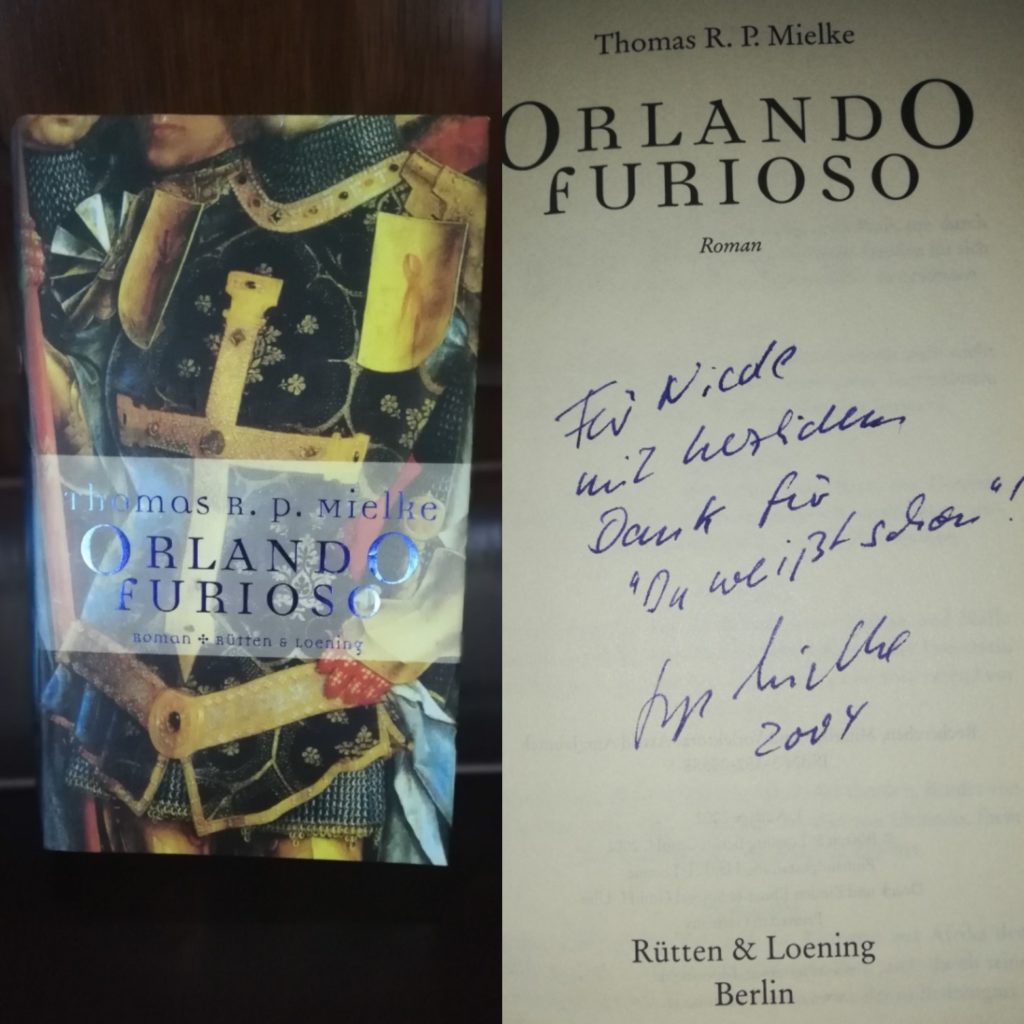 Thomas R. P. Mielke
ORLANDO
FURIOSO
Roman ✣ Rütten & Loening
Thomas R. P. Mielke
ORLANDO
FURIOSO
Roman
Für Nicole
mit herzlichem
Dank für
"Du weißt schon"!
Mielke
2004
Rütten & Loening
Berlin